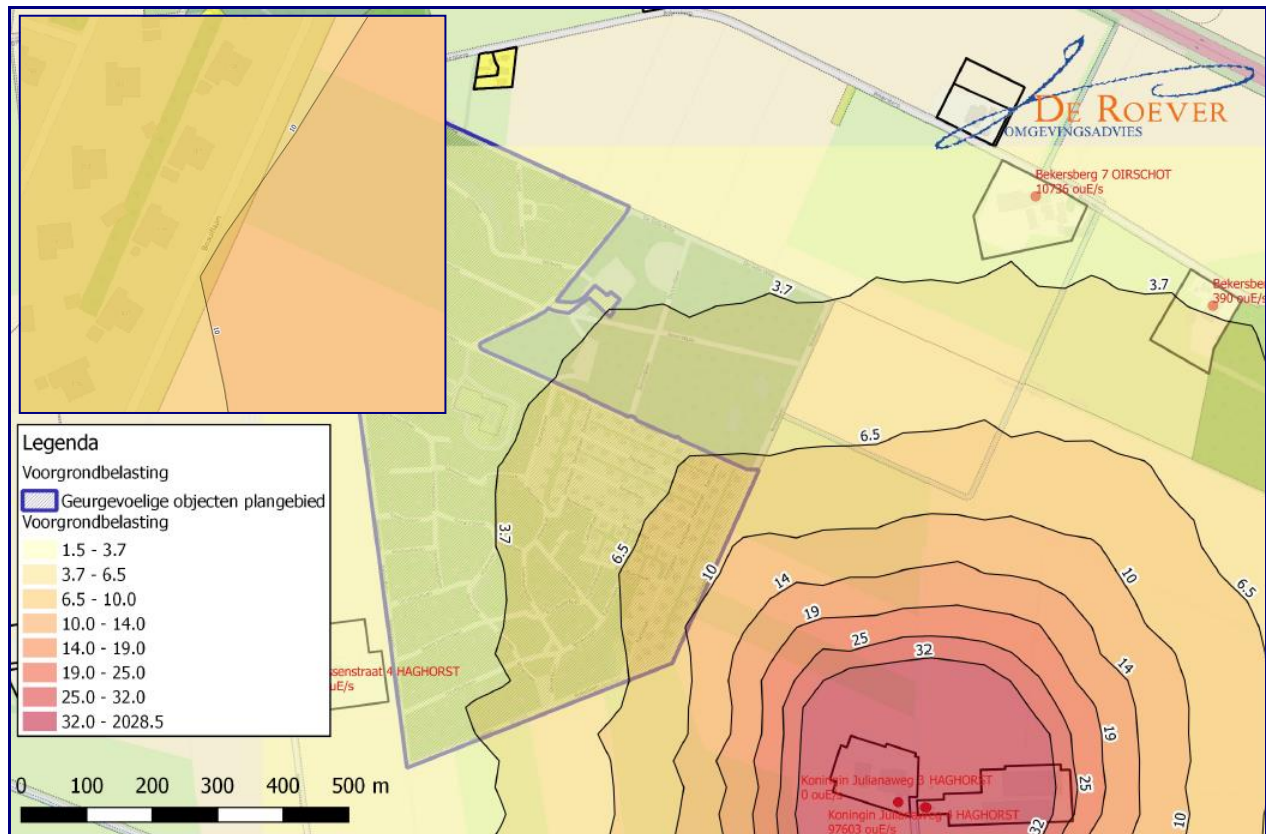 10
10
Braadhuin
DE ROEVER
OMGEVINGSADVIES
Bekersberg 7 OIRSCHOT
10736 ouE/s
3.7
3.7
390 ouE/s
6.5
3.7
6.5
10
10
6.5
14
19
25
32
14
19
25
32
10
Legenda
Voorgrondbelasting
Geurgevoelige objecten plangebied
Voorgrondbelasting
1.5 - 3.7
3.7 - 6.5
6.5 - 10.0
10.0 - 14.0
14.0 - 19.0
19.0 - 25.0
25.0 - 32.0
32.0 - 2028.5
ssenstraat 4 HAGHORST
uE/s
Koningin Julianaweg 3 HAGHORST
0 ouE/s
Koningin Julianaweg 4 HAGHORST
97603 ouE/s
0 100 200 300 400 500 m